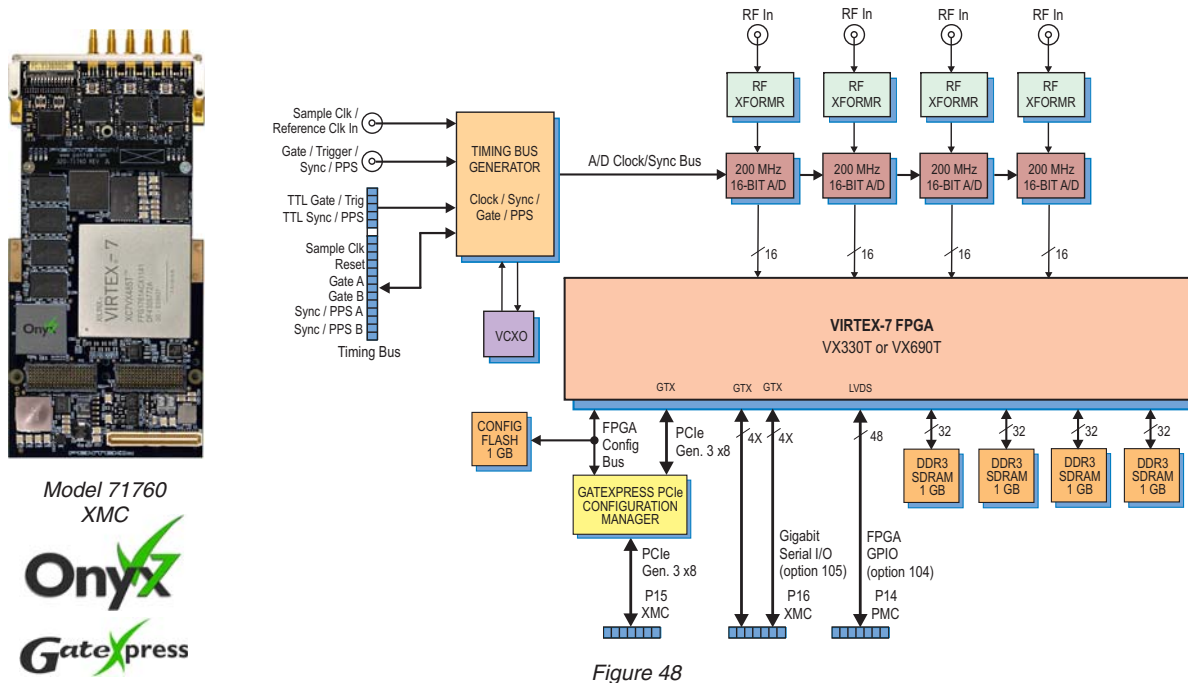 RF In
RF In
RF In
RF In
RF
XFORMR
RF
XFORMR
RF
XFORMR
RF
XFORMR
Sample Clk /
Reference Clk In
Gate / Trigger /
Sync / PPS
TTL Gate / Trig
TTL Sync / PPS
Sample Clk
Reset
Gate A
Gate B
Sync / PPS A
Sync / PPS B
Timing Bus
TIMING BUS
GENERATOR
Clock / Sync /
Gate / PPS
VCXO
A/D Clock/Sync Bus
200 MHz
16-BIT A/D
200 MHz
16-BIT A/D
200 MHz
16-BIT A/D
200 MHz
16-BIT A/D
16
16
16
16
VIRTEX-7 FPGA
VX330T or VX690T
GTX
GTX
GTX
LVDS
CONFIG
FLASH
1 GB
FPGA
Config
Bus
PCIe
Gen. 3 x8
4X
4X
48
32
32
32
32
DDR3
SDRAM
1 GB
DDR3
SDRAM
1 GB
DDR3
SDRAM
1 GB
DDR3
SDRAM
1 GB
GATEXPRESS PCIe
CONFIGURATION
MANAGER
PCIe
Gen. 3 x8
P15
XMC
Gigabit
Serial I/O
(option 105)
P16
XMC
FPGA
GPIO
(option 104)
P14
PMC
XILINX
VIRTEX-7
XC7VX485T
Onyx
Model 71760
XMC
Onyx7
GateXpress
Figure 48